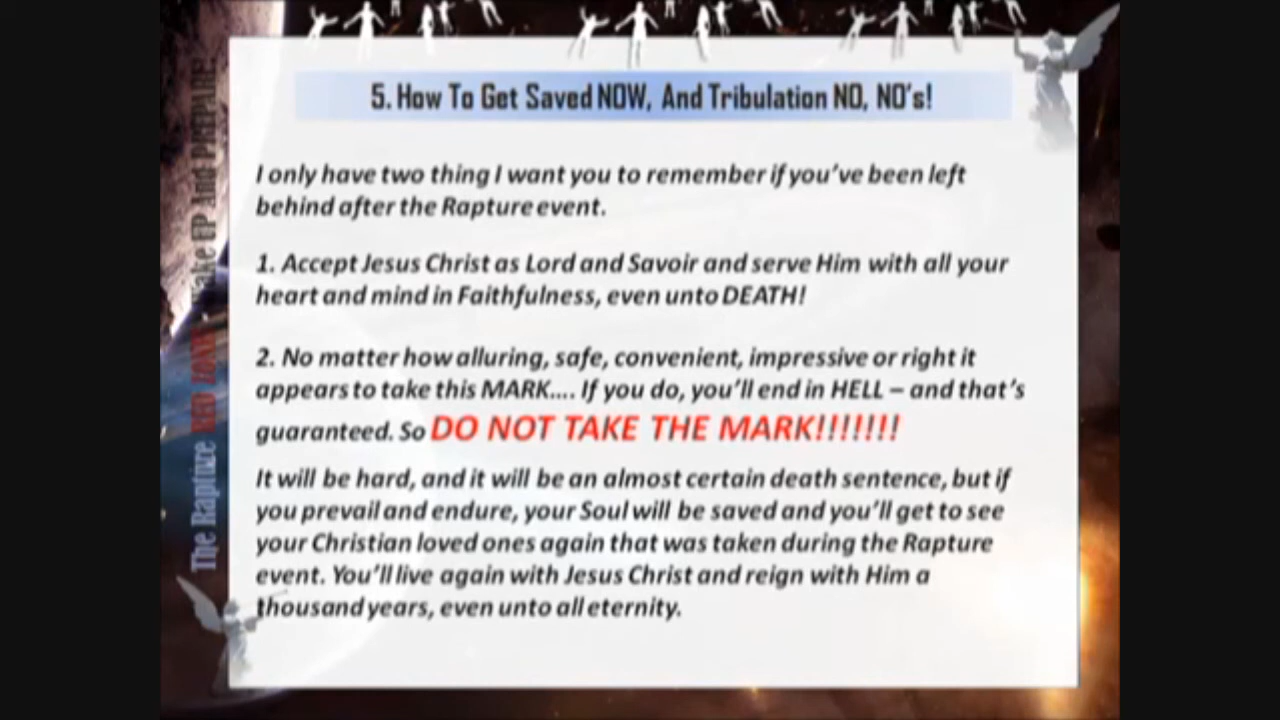 5. How To Get Saved NOW, And Tribulation NO, NO's!
I only have two thing I want you to remember if you've been left
behind after the Rapture event.
1. Accept Jesus Christ as Lord and Savoir and serve Him with all your
heart and mind in Faithfulness, even unto DEATH!
2. No matter how alluring, safe, convenient, impressive or right it
appears to take this MARK.... If you do, you'll end in HELL – and that's
guaranteed. So DO NOT TAKE THE MARK!!!!!!!
It will be hard, and it will be an almost certain death sentence, but if
you prevail and endure, your Soul will be saved and you'll get to see
your Christian loved ones again that was taken during the Rapture
event. You'll live again with Jesus Christ and reign with Him a
thousand years, even unto all eternity.
The Rapture RED ZONE UP And PREPARE